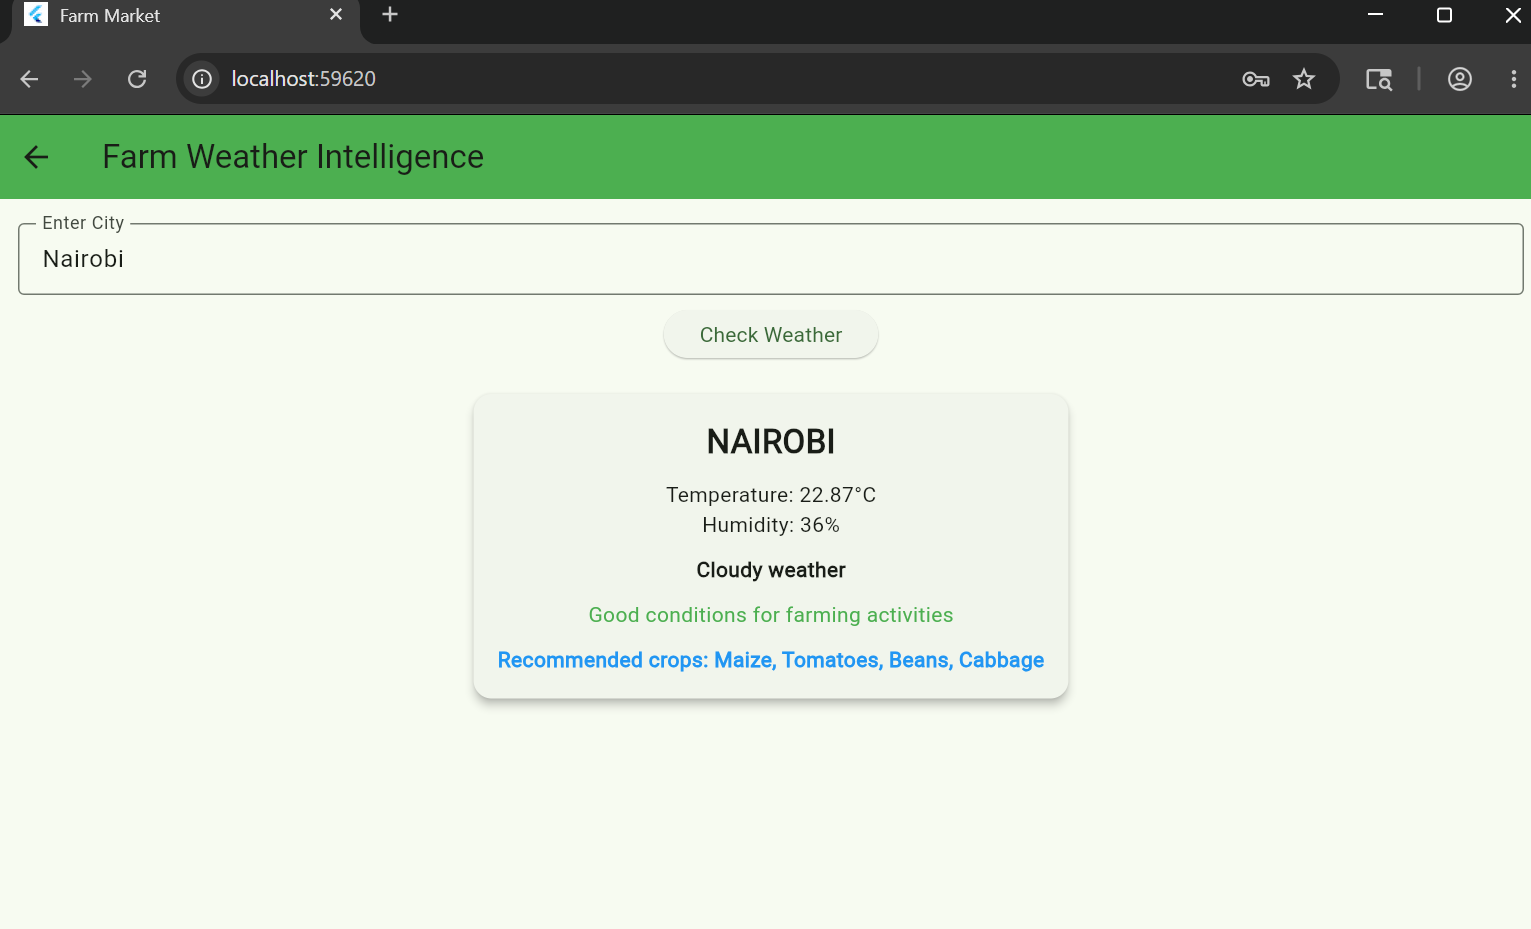 Farm Market
localhost:59620
Farm Weather Intelligence
Enter City
Nairobi
Check Weather
NAIROBI
Temperature: 22.87°C
Humidity: 36%
Cloudy weather
Good conditions for farming activities
Recommended crops: Maize, Tomatoes, Beans, Cabbage